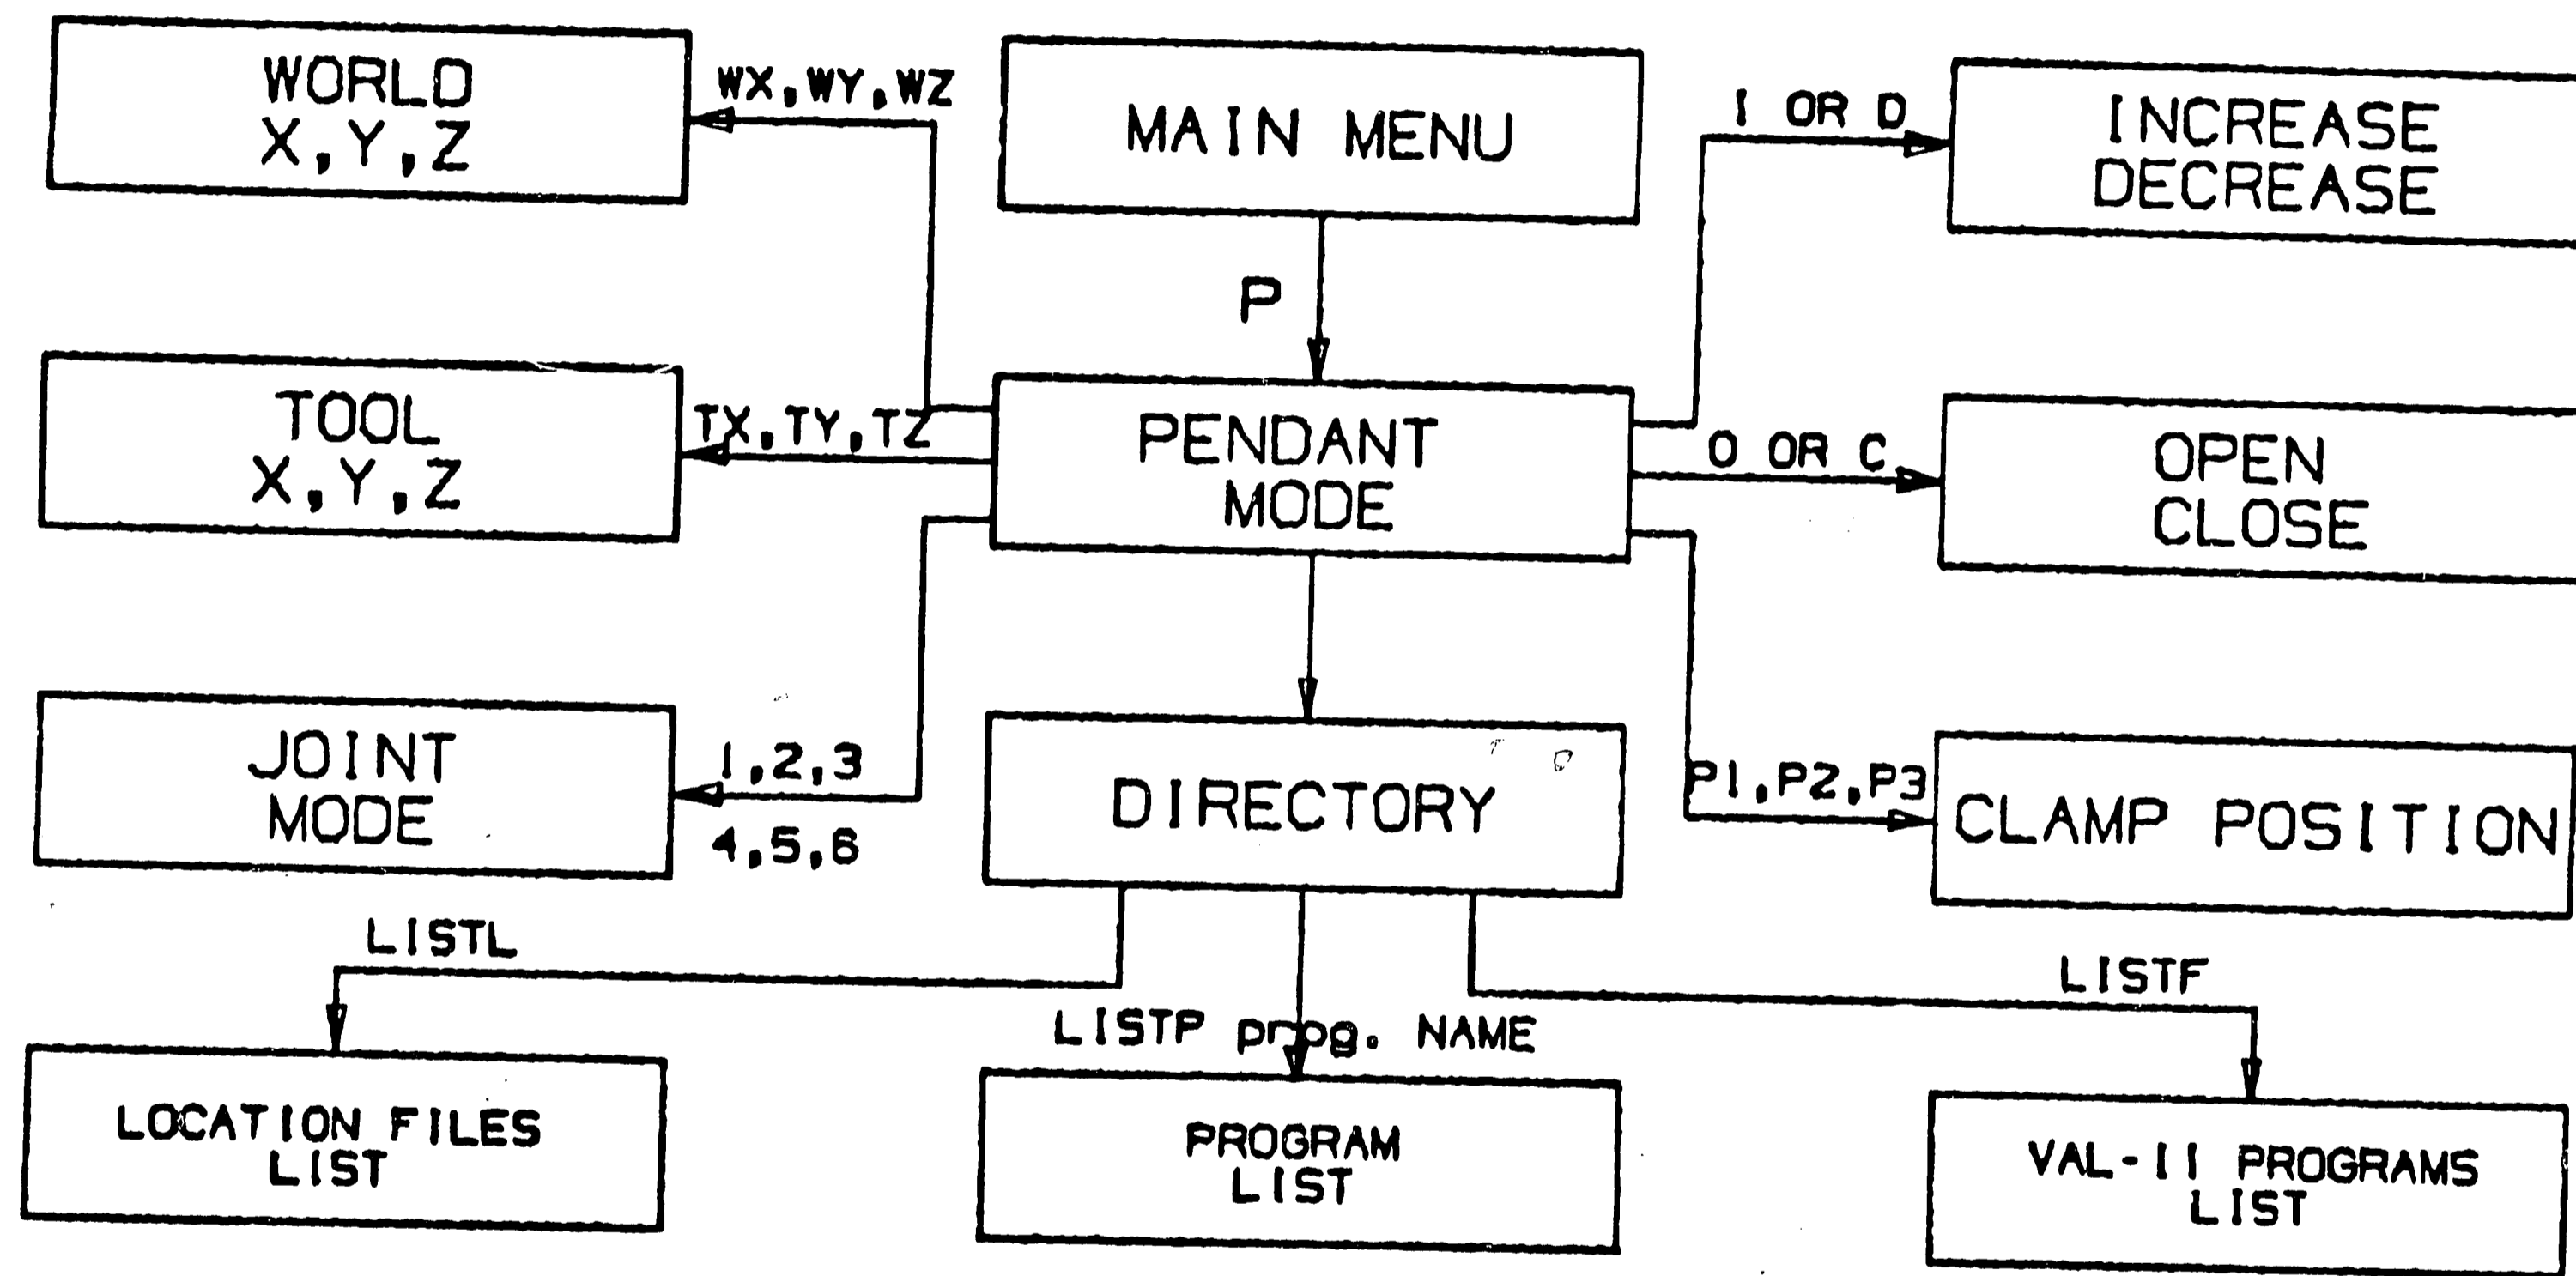 WORLD
X,Y,Z
WX,WY,WZ
MAIN MENU
I OR D
INCREASE
DECREASE
P
TOOL
X,Y,Z
TX,TY,TZ
PENDANT
MODE
O OR C
OPEN
CLOSE
JOINT
MODE
1,2,3
4,5,6
DIRECTORY
P1,P2,P3
CLAMP POSITION
LISTL
LISTP prog. NAME
LISTF
LOCATION FILES
LIST
PROGRAM
LIST
VAL-II PROGRAMS
LIST